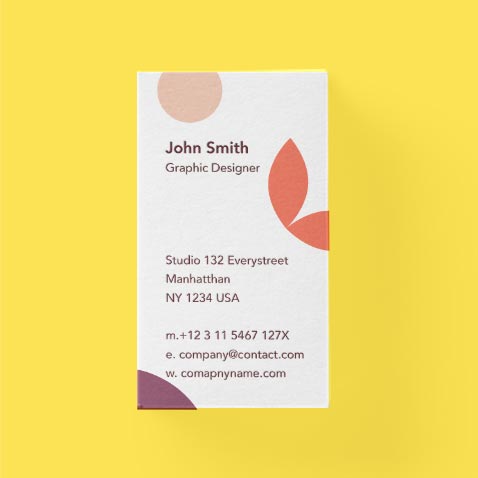 John Smith
Graphic Designer
Studio 132 Everystreet
Manhatthan
NY 1234 USA
m.+12 3 11 5467 127X
e. company@contact.com
w. comapnyname.com